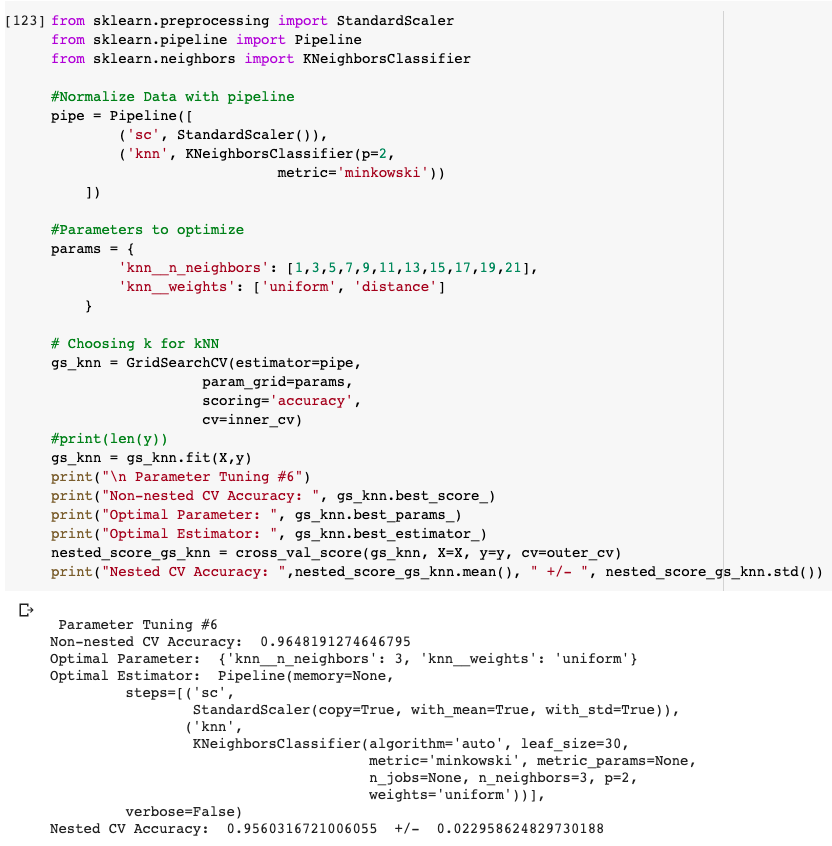 [123] from sklearn.preprocessing import StandardScaler
from sklearn.pipeline import Pipeline
from sklearn.neighbors import KNeighborsClassifier
#Normalize Data with pipeline
pipe = Pipeline([
('sc', StandardScaler()),
('knn', KNeighborsClassifier(p=2,
metric='minkowski'))
])
#Parameters to optimize
params = {
'knn__n_neighbors': [1,3,5,7,9,11,13,15,17,19,21],
'knn__weights': ['uniform', 'distance']
}
# Choosing k for kNN
gs_knn = GridSearchCV(estimator=pipe,
param_grid=params,
scoring='accuracy',
cv=inner_cv)
#print(len(y))
gs_knn = gs_knn.fit(X,y)
print("\n Parameter Tuning #6")
print("Non-nested CV Accuracy: ", gs_knn.best_score_)
print("Optimal Parameter: ", gs_knn.best_params_)
print("Optimal Estimator: ", gs_knn.best_estimator_)
nested_score_gs_knn = cross_val_score(gs_knn, X=X, y=y, cv=outer_cv)
print("Nested CV Accuracy: ",nested_score_gs_knn.mean(), " +/- ", nested_score_gs_knn.std())
Parameter Tuning #6
Non-nested CV Accuracy:  0.9648191274646795
Optimal Parameter:  {'knn__n_neighbors': 3, 'knn__weights': 'uniform'}
Optimal Estimator:  Pipeline(memory=None,
steps=[('sc',
StandardScaler(copy=True, with_mean=True, with_std=True)),
('knn',
KNeighborsClassifier(algorithm='auto', leaf_size=30,
metric='minkowski', metric_params=None,
n_jobs=None, n_neighbors=3, p=2,
weights='uniform'))],
verbose=False)
Nested CV Accuracy:  0.9560316721006055  +/-  0.022958624829730188